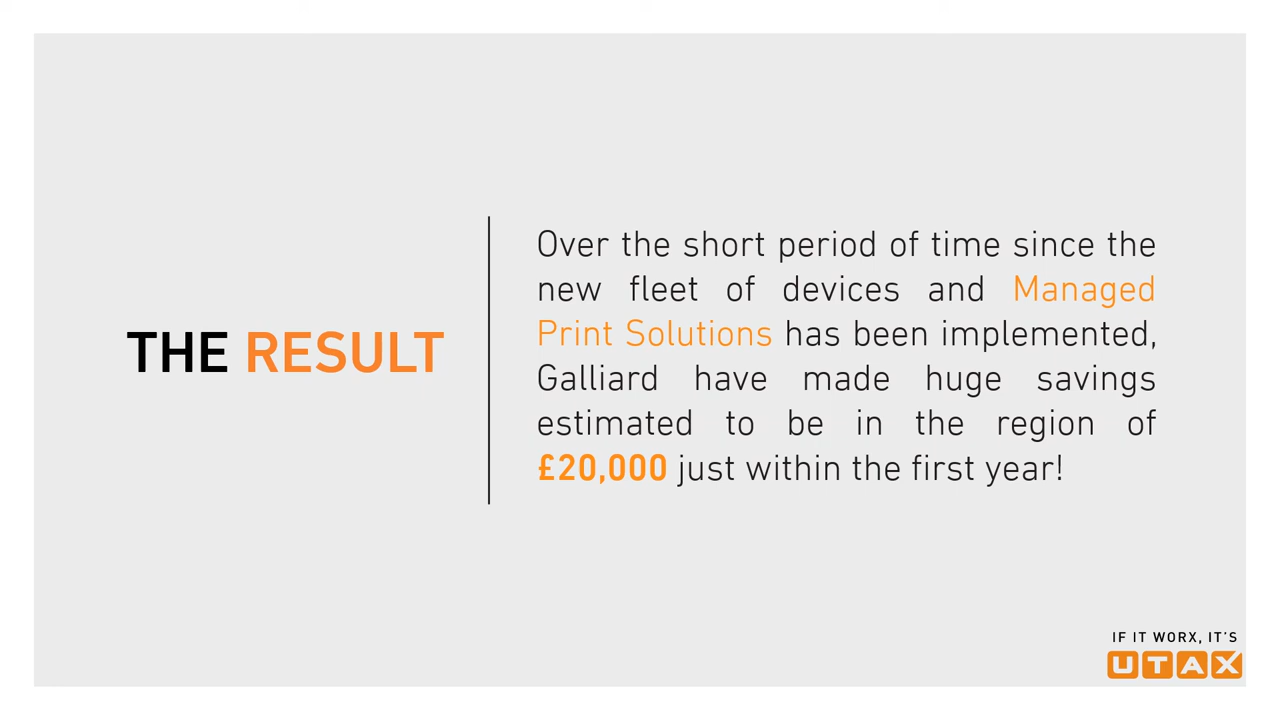 THE RESULT
Over the short period of time since the
new fleet of devices and Managed
Print Solutions has been implemented,
Galliard have made huge savings
estimated to be in the region of
£20,000 just within the first year!
IF IT WORX, IT'S
UTAX